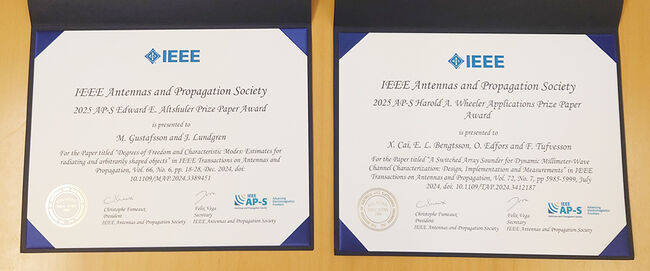 IEEE
IEEE Antennas and Propagation Society
2025 AP-S Edward E. Altshuler Prize Paper Award
is presented to
M. Gustafsson and J. Lundgren
For the Paper titled "Degrees of Freedom and Characteristic Modes: Estimates for
radiating and arbitrarily shaped objects" in IEEE Transactions on Antennas and
Propagation, Vol. 66, No. 6, pp. 18-28, Dec. 2024, doi:
10.1109/MAP.2024.3389451
Christophe Fumeaux,
President
IEEE Antennas and Propagation Society
Felix Vega
Secretary
IEEE Antennas and Propagation Society
IEEE
AP-S
Advancing
Electromagnetic
Frontiers
IEEE
IEEE Antennas and Propagation Society
2025 AP-S Harold A. Wheeler Applications Prize Paper
Award
is presented to
X. Cai, E. L. Bengtsson, O. Edfors and F. Tufvesson
For the Paper titled "A Switched Array Sounder for Dynamic Millimeter-Wave
Channel Characterization: Design, Implementation and Measurements" in IEEE
Transactions on Antennas and Propagation, Vol. 72, No. 7, pp 5985-5999, July
2024, doi: 10.1109/TAP.2024.3412187
Christophe Fumeaux,
President
IEEE Antennas and Propagation Society
Felix Vega
Secretary
IEEE Antennas and Propagation Society
IEEE
AP-S
Advancing
Electromagnetic
Frontiers